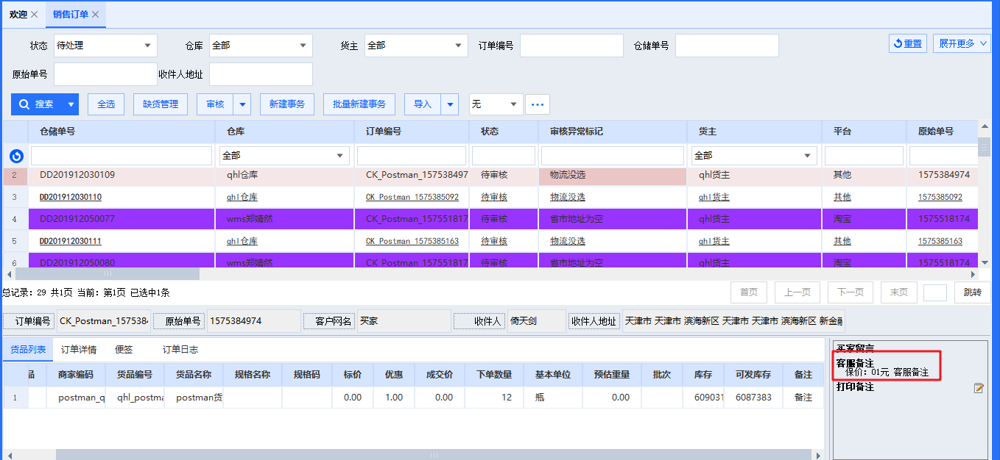 欢迎 销售订单
状态 待处理 仓库 全部 货主 全部 订单编号 仓储单号 重置 展开更多
原始单号 收件人地址
搜索 全选 缺货管理 审核 新建事务 批量新建事务 导入 无 ...
仓储单号 仓库 订单编号 状态 审核异常标记 货主 平台 原始单号
全部 全部
2 DD201912030109 qhl仓库 CK_Postman_157538497 待审核 物流没选 qhl货主 其他 1575384974
3 DD201912030110 qhl仓库 CK_Postman_1575385092 待审核 物流没选 qhl货主 其他 1575385092
4 DD201912050077 wms郑婧然 CK_Postman_157551817 待审核 省市地址为空 qhl货主 淘宝 1575518174
5 DD201912030111 qhl仓库 CK_Postman_1575385163 待审核 物流没选 qhl货主 其他 1575385163
6 DD201912050080 wms郑婧然 CK_Postman_157551817 待审核 省市地址为空 qhl货主 淘宝 1575518174
总记录: 29 共1页 当前: 第1页 已选中1条 首页 上一页 下一页 末页 跳转
订单编号 CK_Postman_157538 原始单号 1575384974 客户网名 买家 收件人 倚天剑 收件人地址 天津市 天津市 滨海新区 天津市 天津市 滨海新区 新金融
货品列表 订单详情 便签 订单日志
品 商家编码 货品编号 货品名称 规格名称 规格码 标价 优惠 成交价 下单数量 基本单位 预估重量 批次 库存 可发库存 备注
1 postman_q qhl_postma postman货 0.00 1.00 0.00 12 瓶 0.00 609031 6087383 备注
买家留言
客服备注
保价: 01元 客服备注
打印备注